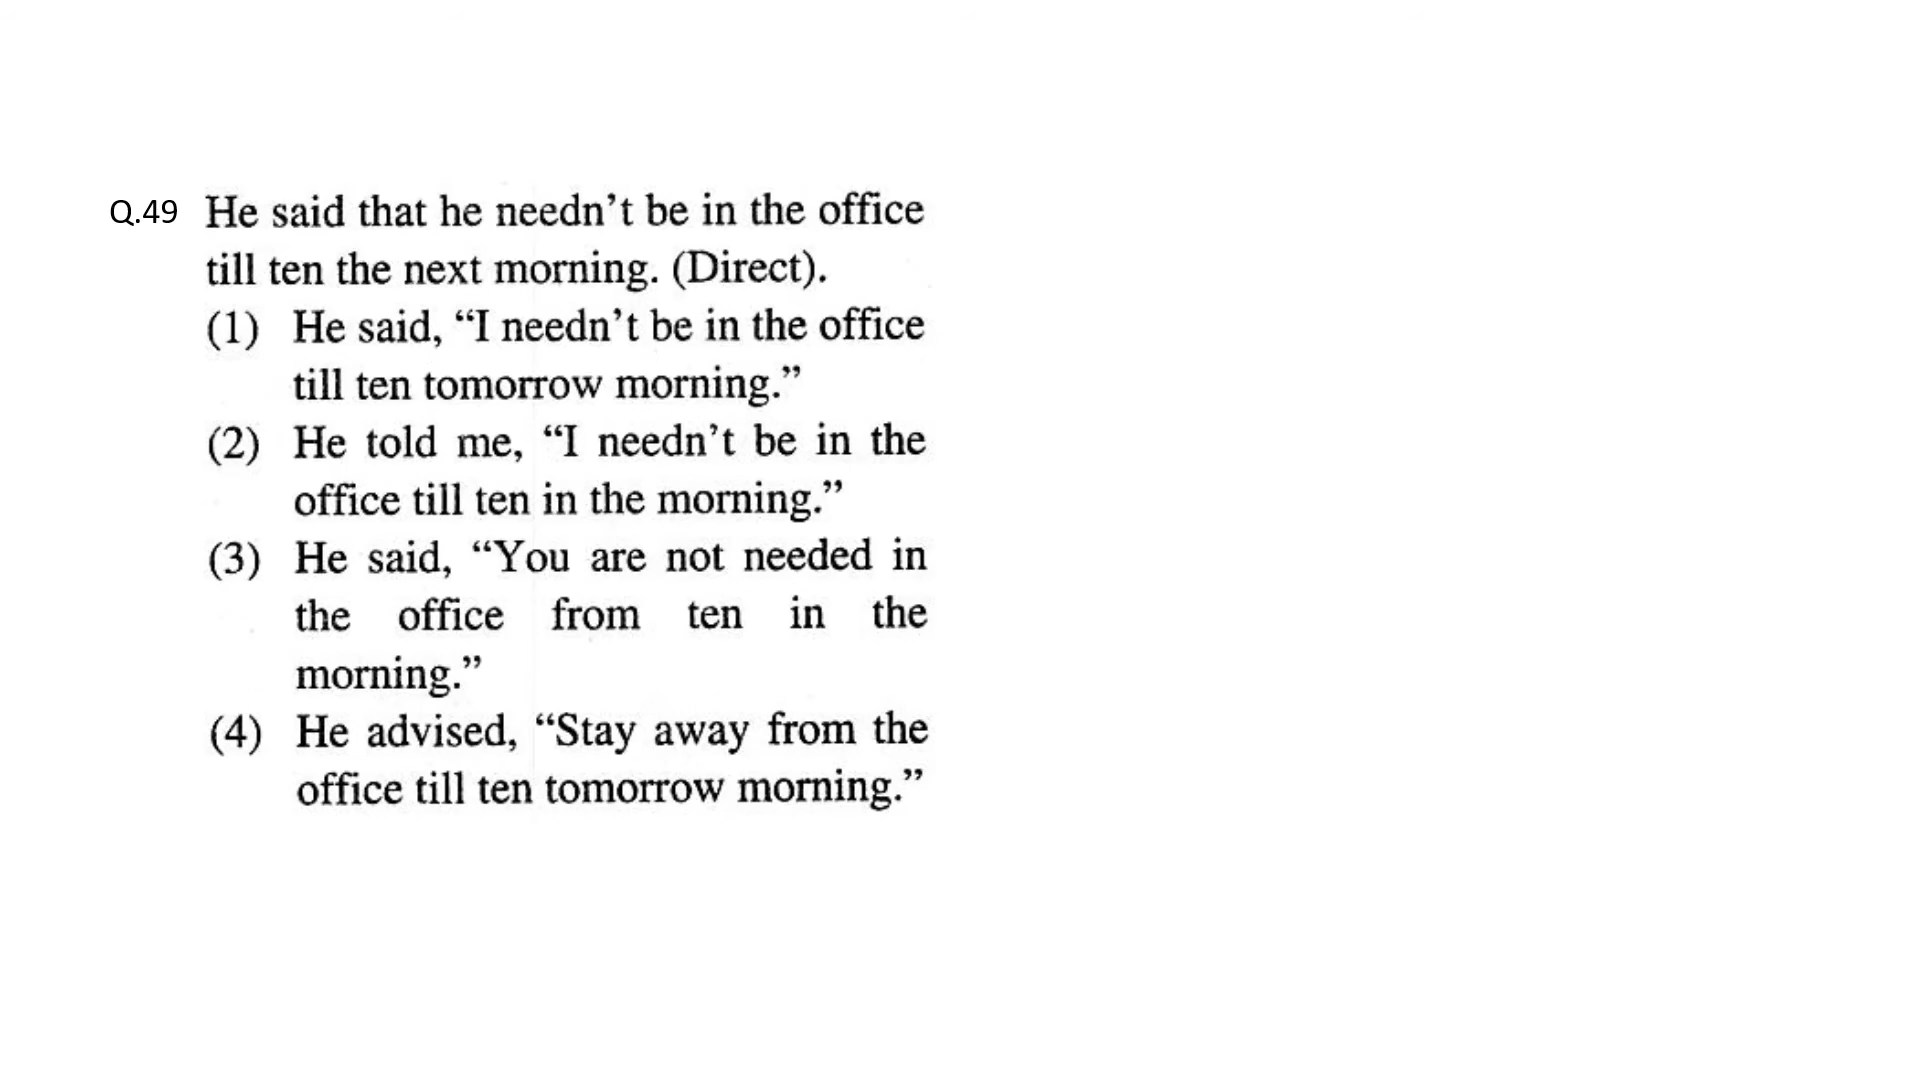 Q.49 He said that he needn’t be in the office
till ten the next morning. (Direct).
(1) He said, “I needn’t be in the office
till ten tomorrow morning.”
(2) He told me, “I needn’t be in the
office till ten in the morning.”
(3) He said, “You are not needed in
the office from ten in the
morning.”
(4) He advised, “Stay away from the
office till ten tomorrow morning.”